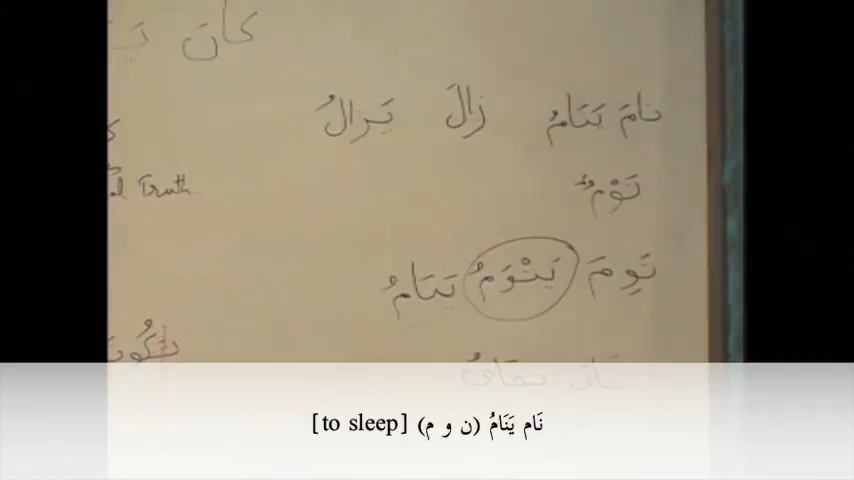 كَانَ
نَامَ يَنَامُ زَالَ يَزَالُ
Truth
نَوْمٌ
نَوِمَ يَنْوَمُ يَنَامُ
نَام يَنَامُ (ن و م) [to sleep]